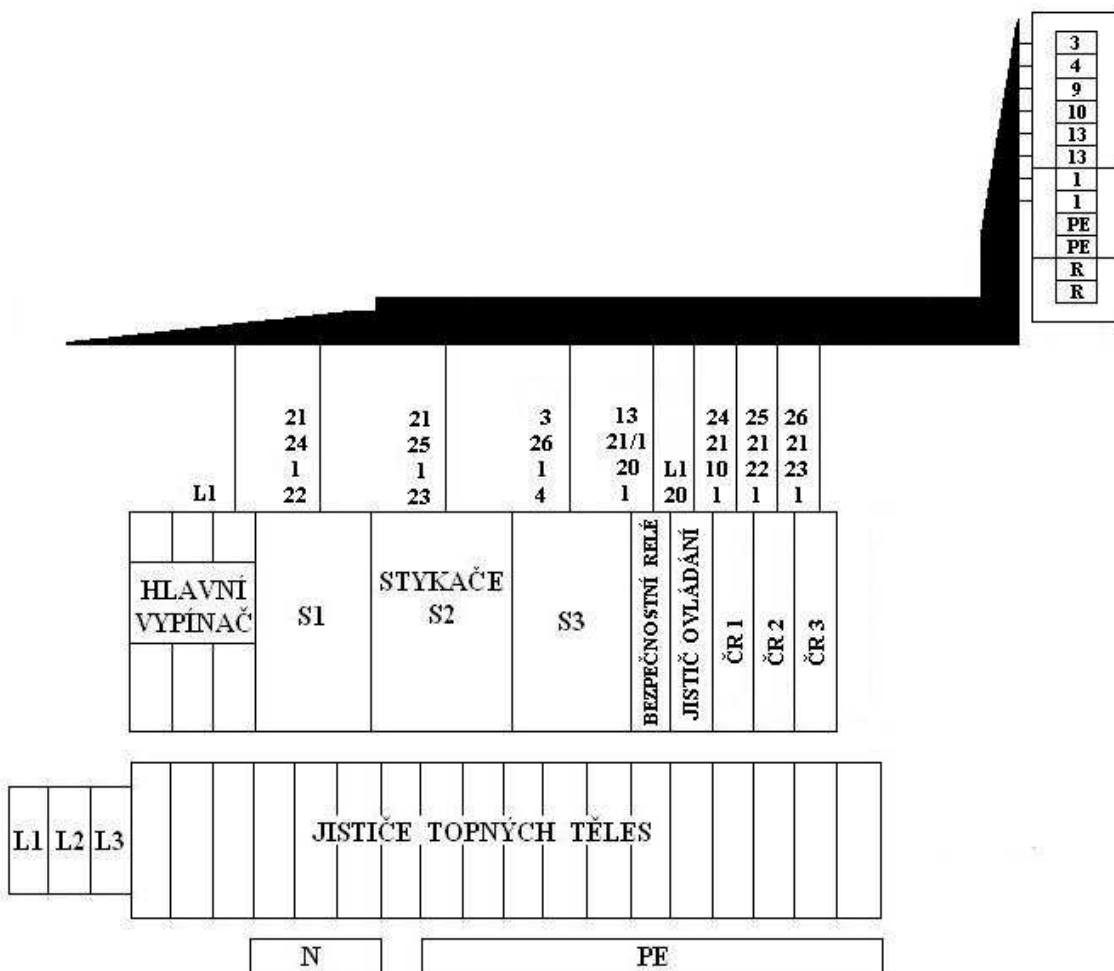 3
4
9
10
13
13
1
1
PE
PE
R
R
L1
21
24
1
22
21
25
1
23
3
26
1
4
13
21/1
20
1
L1
20
24
21
10
1
25
21
22
1
26
21
23
1
HLAVNÍ
VYPÍNAČ
S1
STYKAČE
S2
S3
BEZPEČNOSTNÍ RELÉ
JISTIČ OVLÁDÁNÍ
ČR 1
ČR 2
ČR 3
L1 L2 L3
JISTIČE TOPNÝCH TĚLES
N
PE